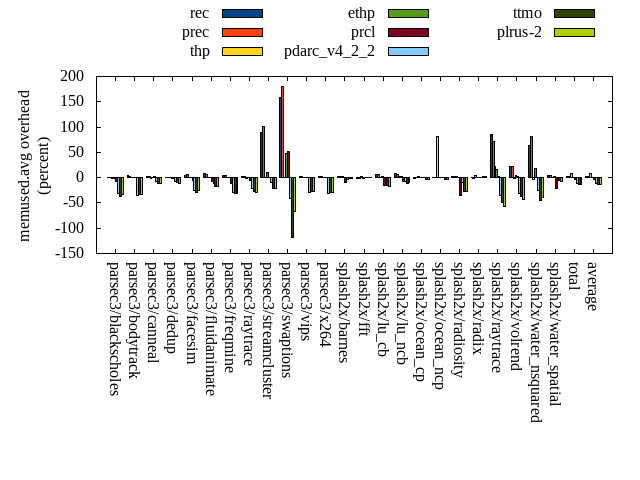 rec
prec
thp
ethp
prcl
pdarc_v4_2_2
ttmo
plrus-2
memused.avg overhead
(percent)
200
150
100
50
0
-50
-100
-150
parsec3/blackscholes
parsec3/bodytrack
parsec3/canneal
parsec3/dedup
parsec3/facesim
parsec3/fluidanimate
parsec3/freqmine
parsec3/raytrace
parsec3/streamcluster
parsec3/swaptions
parsec3/vips
parsec3/x264
splash2x/barnes
splash2x/fft
splash2x/lu_cb
splash2x/lu_ncb
splash2x/ocean_cp
splash2x/ocean_ncp
splash2x/radiosity
splash2x/radix
splash2x/raytrace
splash2x/volrend
splash2x/water_nsquared
splash2x/water_spatial
total
average